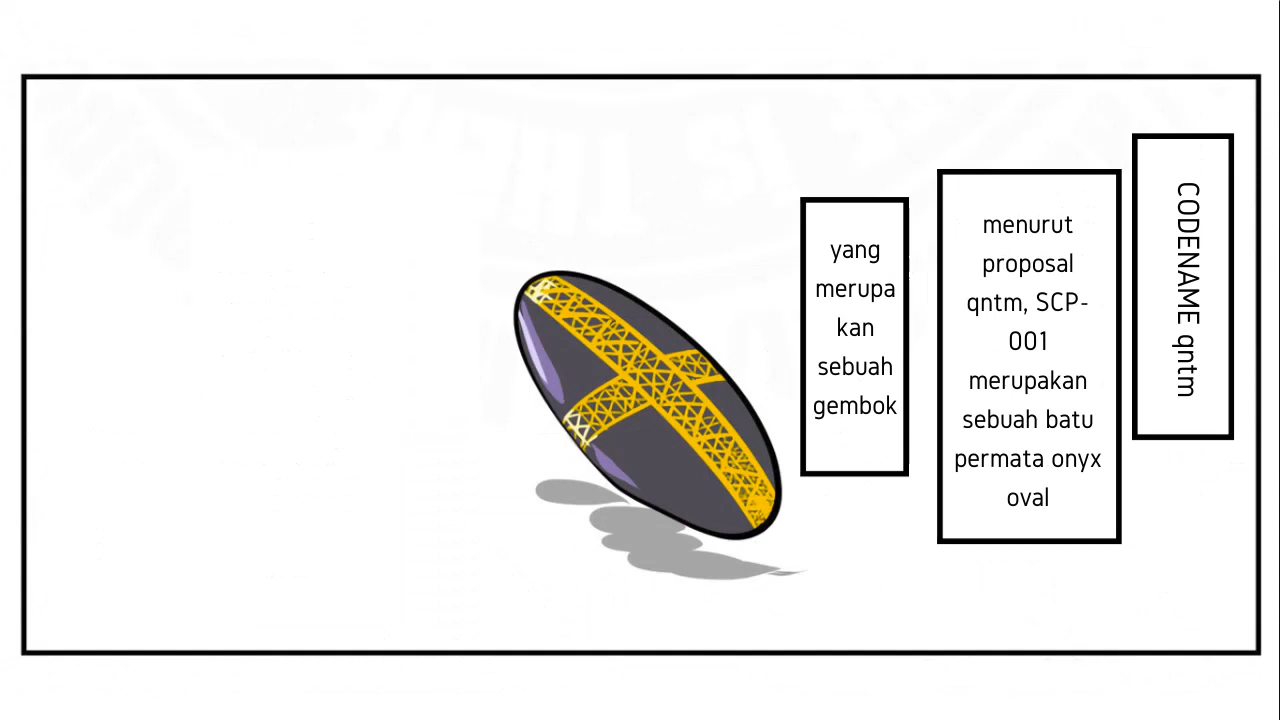 CODENAME qntm
menurut
proposal
qntm, SCP-
001
merupakan
sebuah batu
permata onyx
oval
yang
merupa
kan
sebuah
gembok